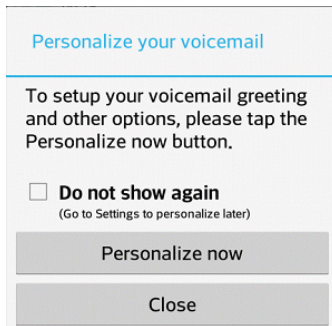 Personalize your voicemail
To setup your voicemail greeting
and other options, please tap the
Personalize now button.
Do not show again
(Go to Settings to personalize later)
Personalize now
Close